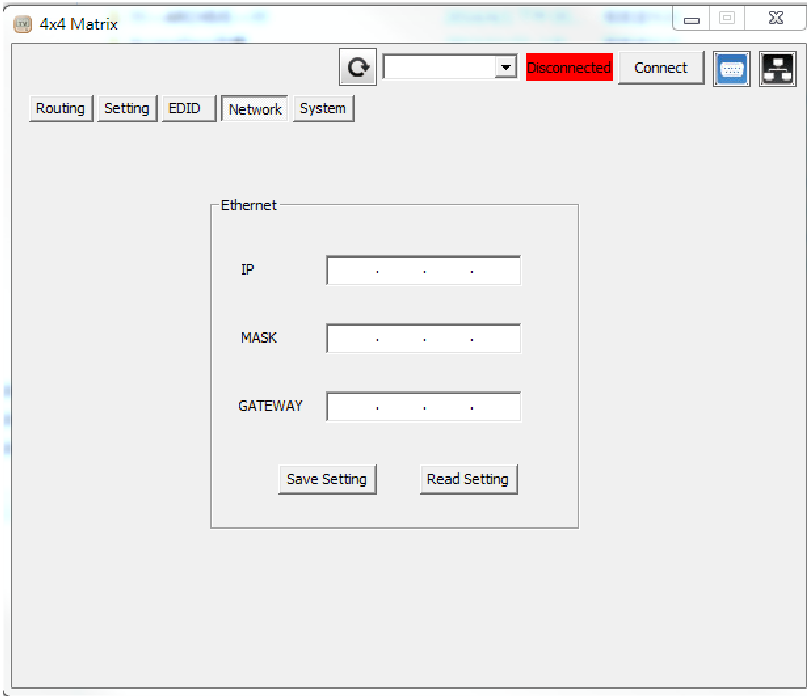 4x4 Matrix
Disconnected Connect
Routing Setting EDID Network System
Ethernet
IP . . .
MASK . . .
GATEWAY . . .
Save Setting Read Setting